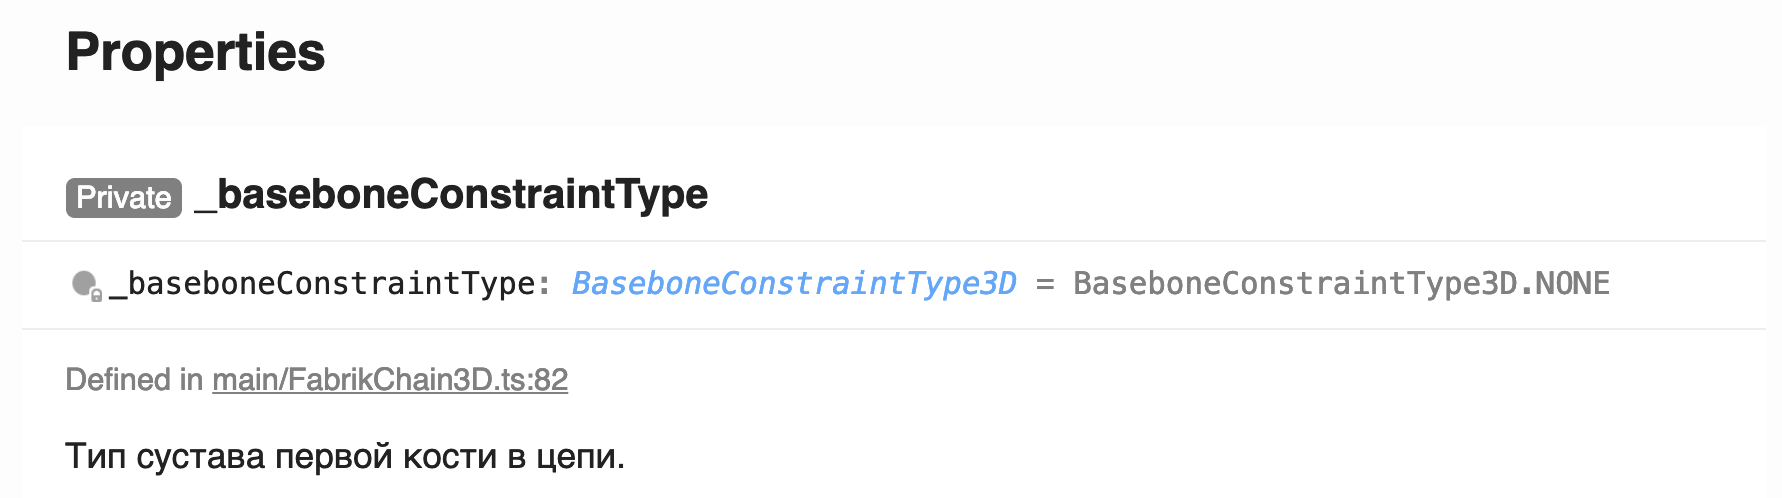 Properties
Private _baseboneConstraintType
_baseboneConstraintType: BaseboneConstraintType3D = BaseboneConstraintType3D.NONE
Defined in main/FabrikChain3D.ts:82
Тип сустава первой кости в цепи.